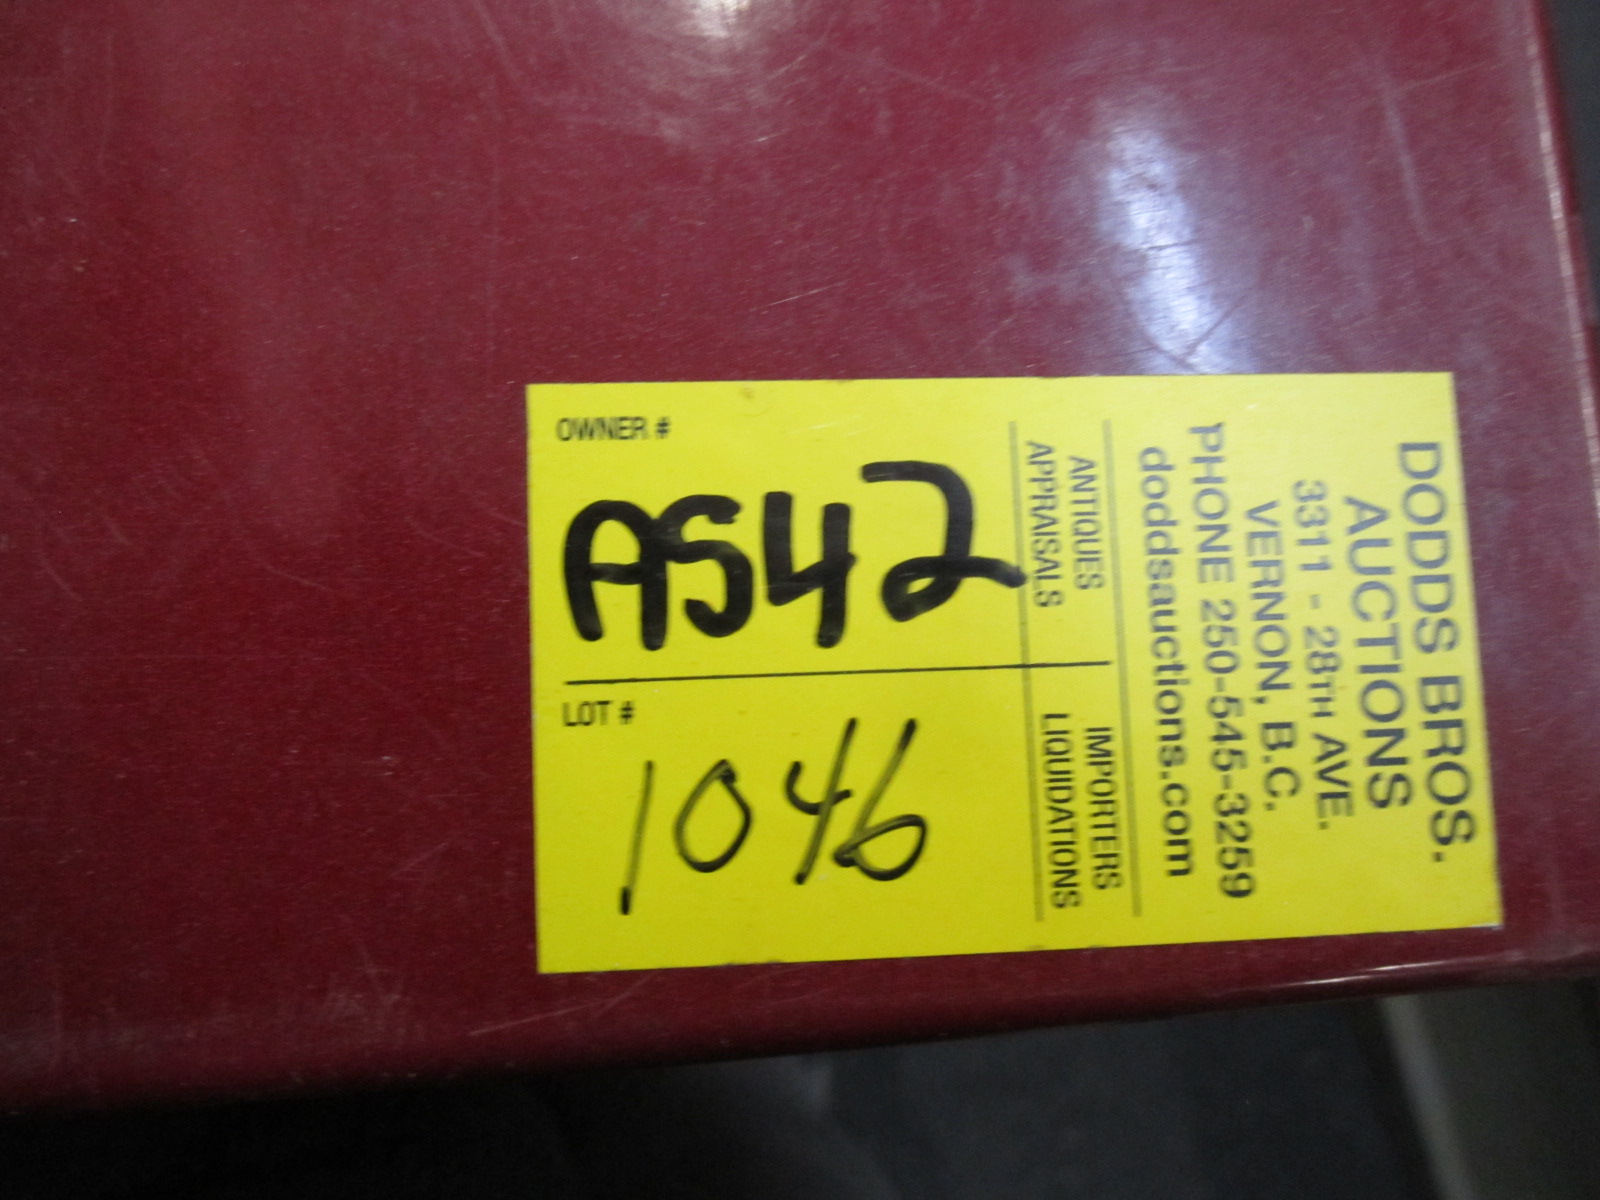 DODDS BROS.
AUCTIONS
3311 - 28TH AVE.
VERNON, B.C.
PHONE 250-545-3259
doddsauctions.com
ANTIQUES
APPRAISALS
IMPORTERS
LIQUIDATIONS
OWNER #
AS42
LOT #
1046